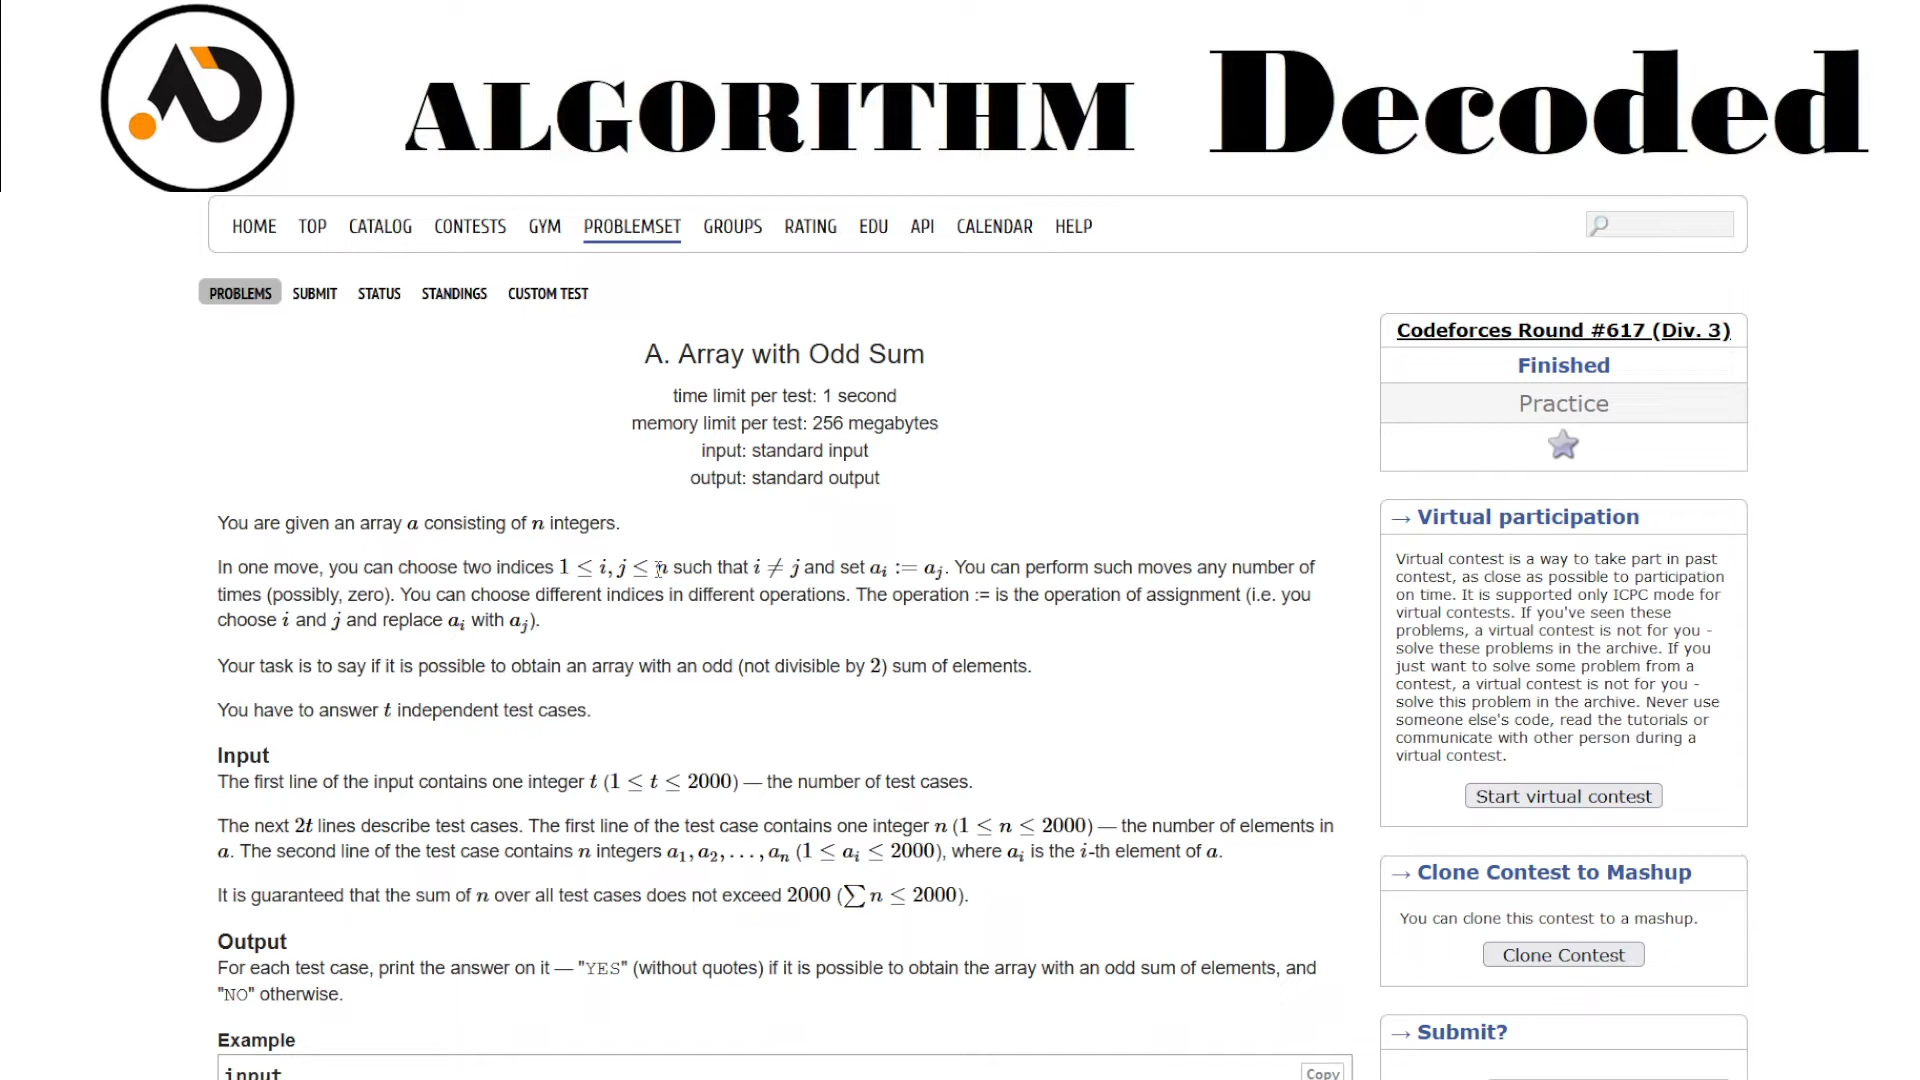 ALGORITHM Decoded
HOME TOP CATALOG CONTESTS GYM PROBLEMSET GROUPS RATING EDU API CALENDAR HELP
PROBLEMS SUBMIT STATUS STANDINGS CUSTOM TEST
A. Array with Odd Sum
time limit per test: 1 second
memory limit per test: 256 megabytes
input: standard input
output: standard output
You are given an array a consisting of n integers.
In one move, you can choose two indices 1 ≤ i, j ≤ n such that i ≠ j and set a_i := a_j. You can perform such moves any number of
times (possibly, zero). You can choose different indices in different operations. The operation := is the operation of assignment (i.e. you
choose i and j and replace a_i with a_j).
Your task is to say if it is possible to obtain an array with an odd (not divisible by 2) sum of elements.
You have to answer t independent test cases.
Input
The first line of the input contains one integer t (1 ≤ t ≤ 2000) — the number of test cases.
The next 2t lines describe test cases. The first line of the test case contains one integer n (1 ≤ n ≤ 2000) — the number of elements in
a. The second line of the test case contains n integers a_1, a_2, ..., a_n (1 ≤ a_i ≤ 2000), where a_i is the i-th element of a.
It is guaranteed that the sum of n over all test cases does not exceed 2000 (∑ n ≤ 2000).
Output
For each test case, print the answer on it — "YES" (without quotes) if it is possible to obtain the array with an odd sum of elements, and
"NO" otherwise.
Example
input
Copy
Codeforces Round #617 (Div. 3)
Finished
Practice
→ Virtual participation
Virtual contest is a way to take part in past
contest, as close as possible to participation
on time. It is supported only ICPC mode for
virtual contests. If you've seen these
problems, a virtual contest is not for you -
solve these problems in the archive. If you
just want to solve some problem from a
contest, a virtual contest is not for you -
solve this problem in the archive. Never use
someone else's code, read the tutorials or
communicate with other person during a
virtual contest.
Start virtual contest
→ Clone Contest to Mashup
You can clone this contest to a mashup.
Clone Contest
→ Submit?